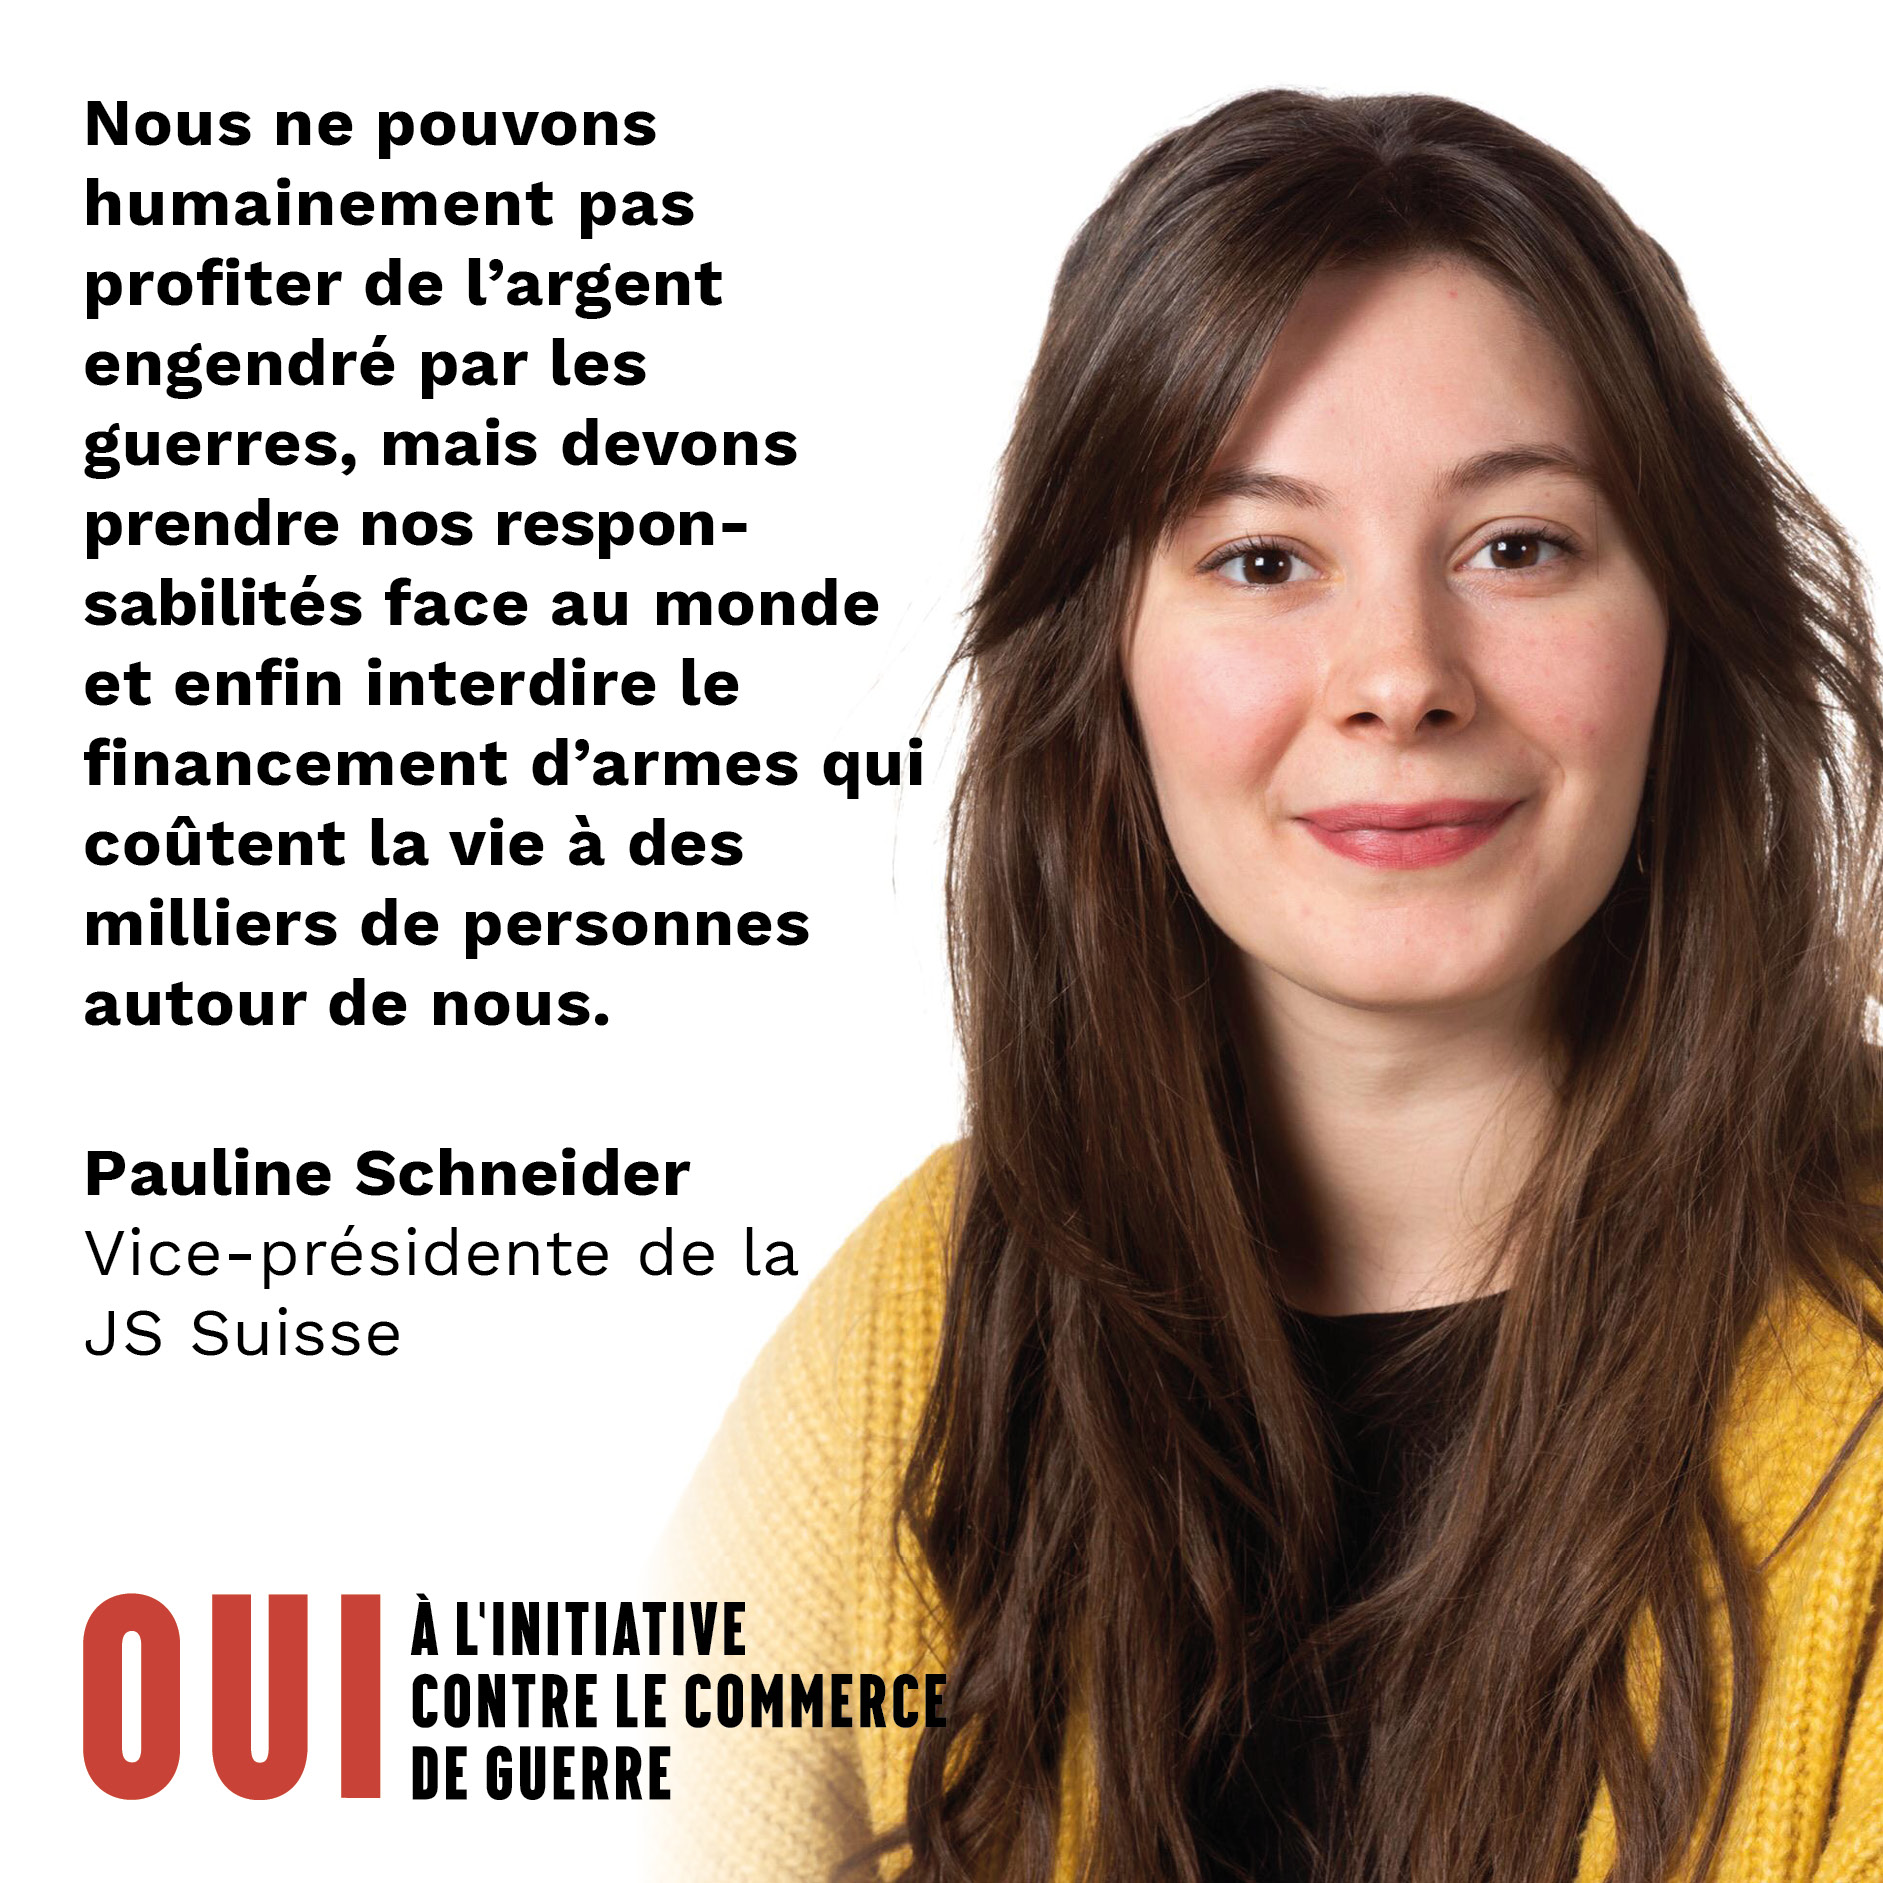 Nous ne pouvons
humainement pas
profiter de l’argent
engendré par les
guerres, mais devons
prendre nos respon-
sabilités face au monde
et enfin interdire le
financement d’armes qui
coûtent la vie à des
milliers de personnes
autour de nous.
Pauline Schneider
Vice-présidente de la
JS Suisse
OUI
À L'INITIATIVE
CONTRE LE COMMERCE
DE GUERRE